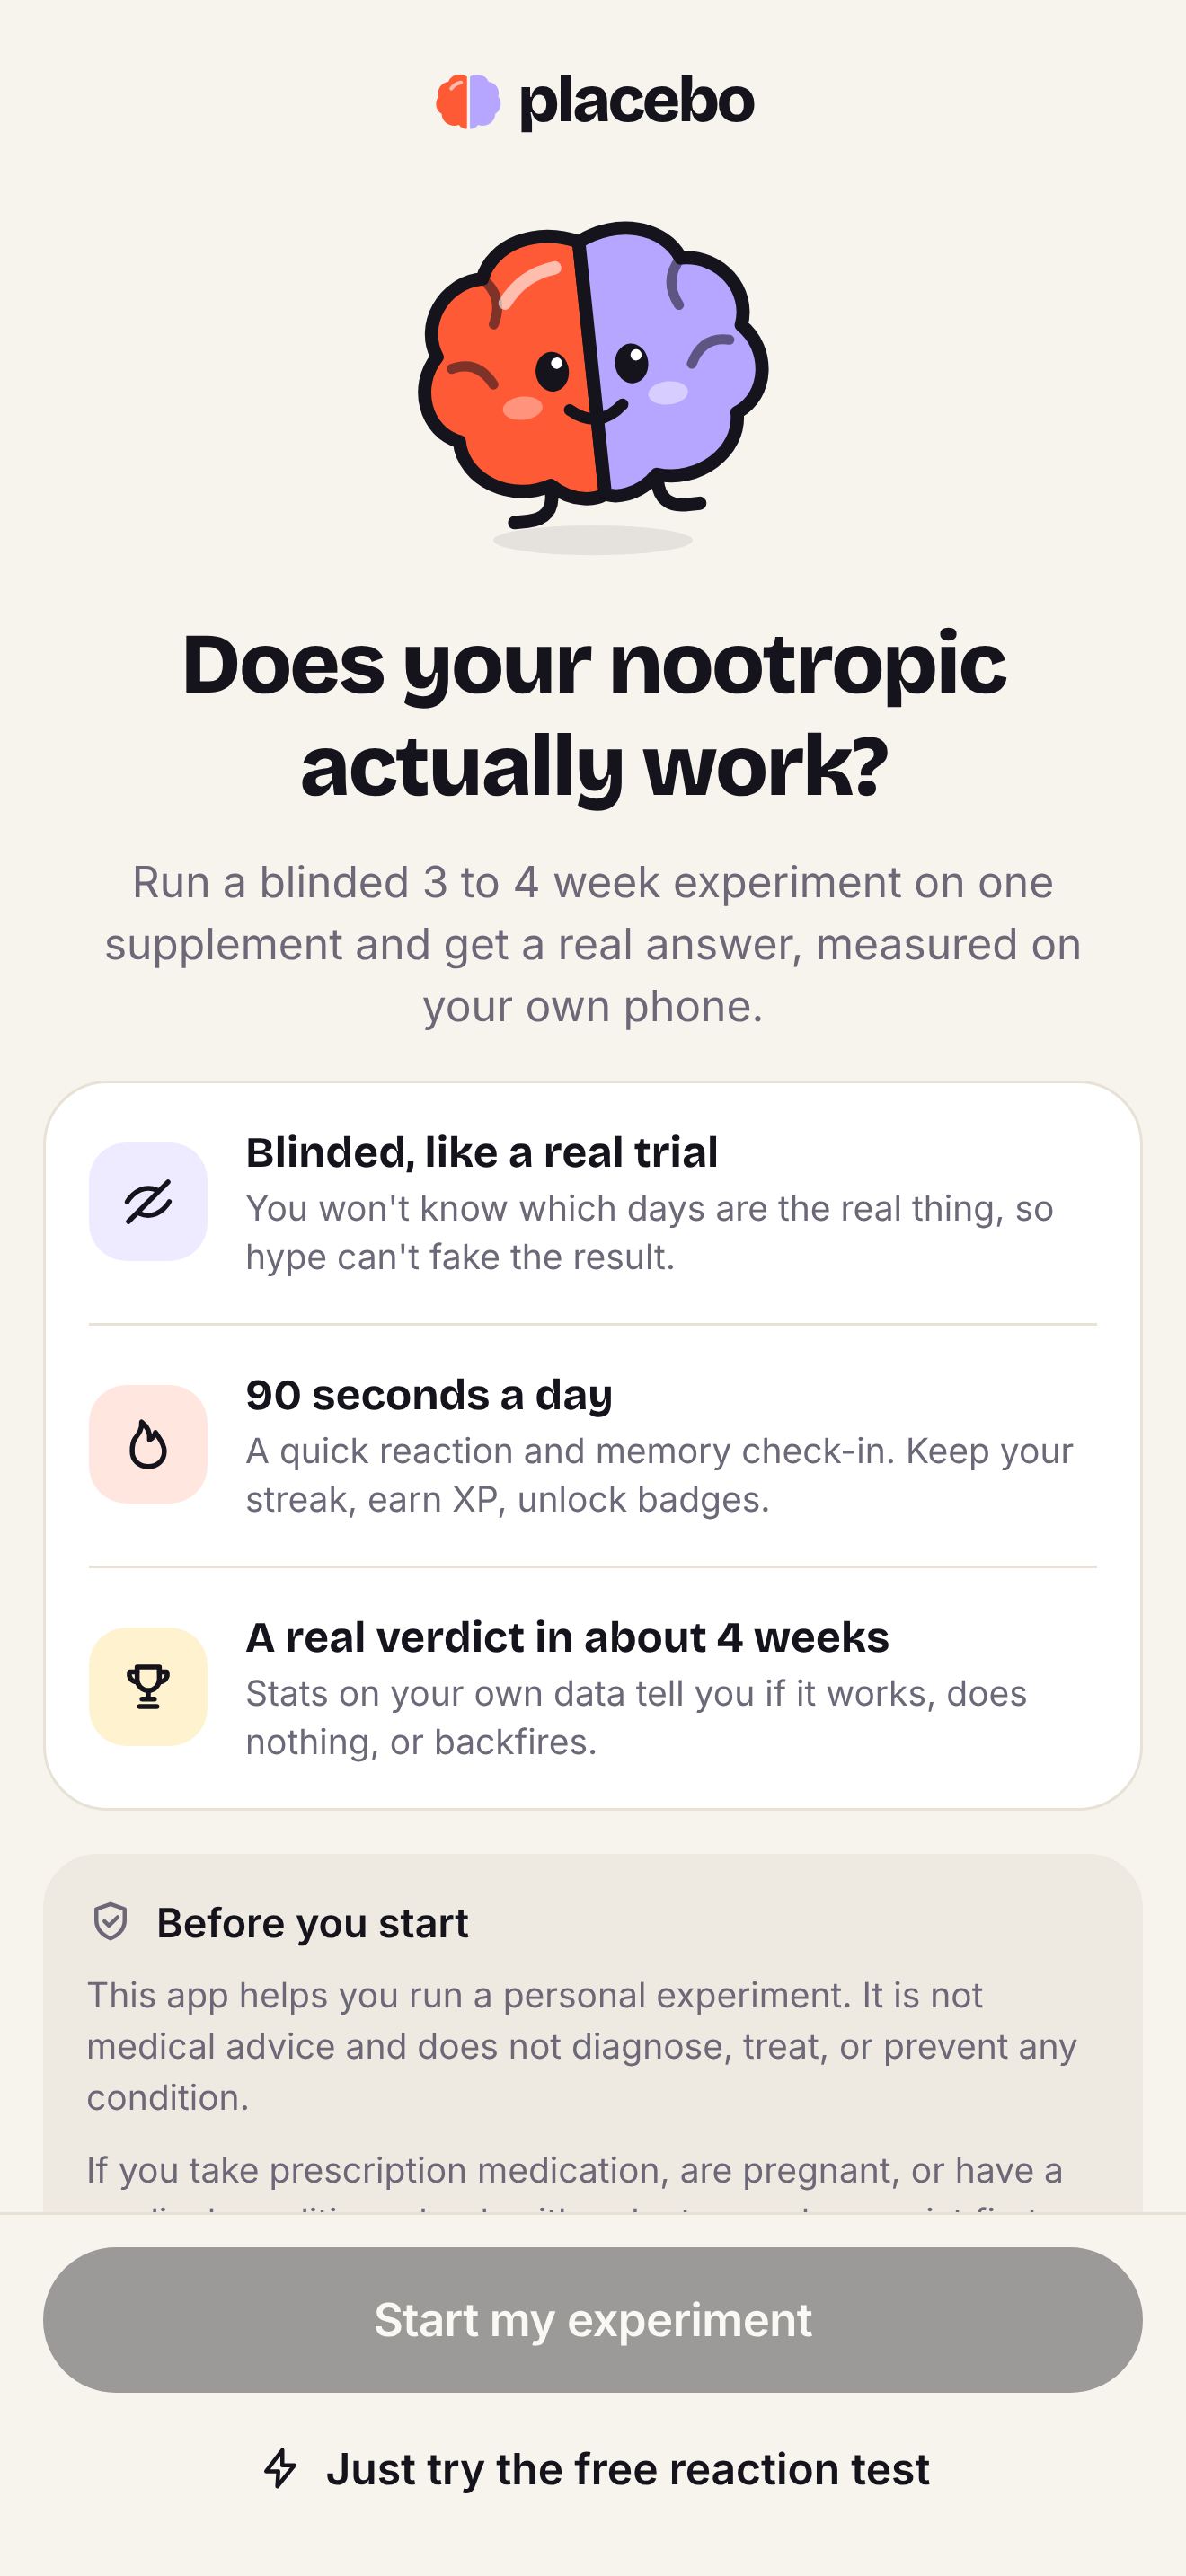 placebo
Does your nootropic
actually work?
Run a blinded 3 to 4 week experiment on one
supplement and get a real answer, measured on
your own phone.
Blinded, like a real trial
You won't know which days are the real thing, so
hype can't fake the result.
90 seconds a day
A quick reaction and memory check-in. Keep your
streak, earn XP, unlock badges.
A real verdict in about 4 weeks
Stats on your own data tell you if it works, does
nothing, or backfires.
Before you start
This app helps you run a personal experiment. It is not
medical advice and does not diagnose, treat, or prevent any
condition.
If you take prescription medication, are pregnant, or have a
Start my experiment
Just try the free reaction test